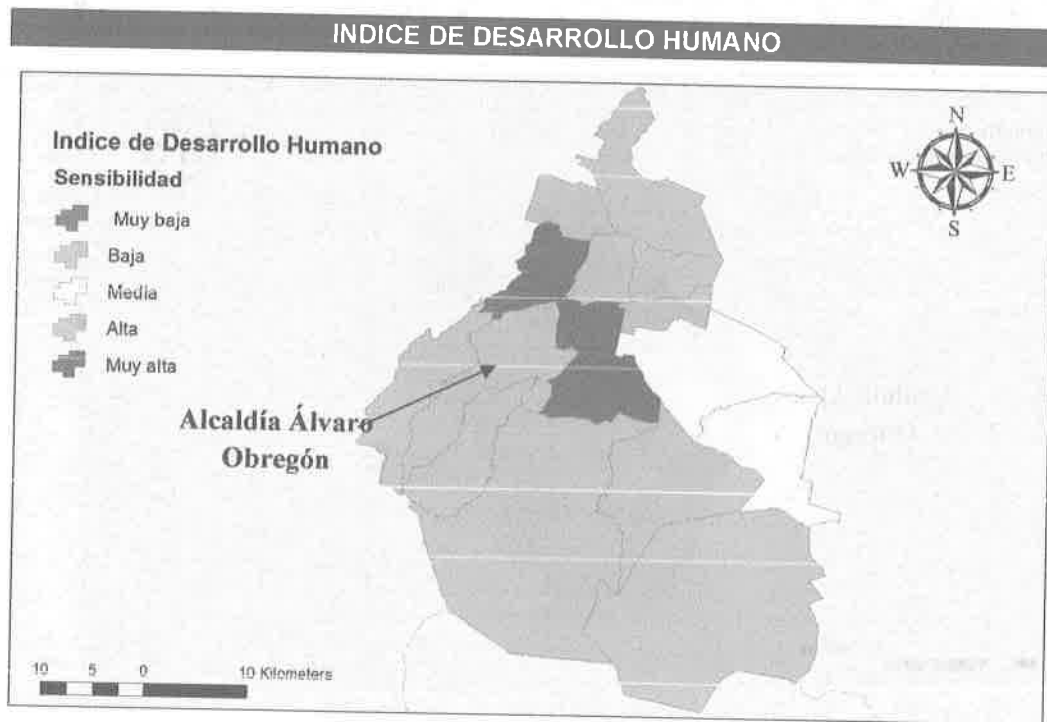 INDICE DE DESARROLLO HUMANO
Indice de Desarrollo Humano
Sensibilidad
Muy baja
Baja
Media
Alta
Muy alta
N
W
E
S
Alcaldía Álvaro
Obregón
10 5 0 10 Kilometers